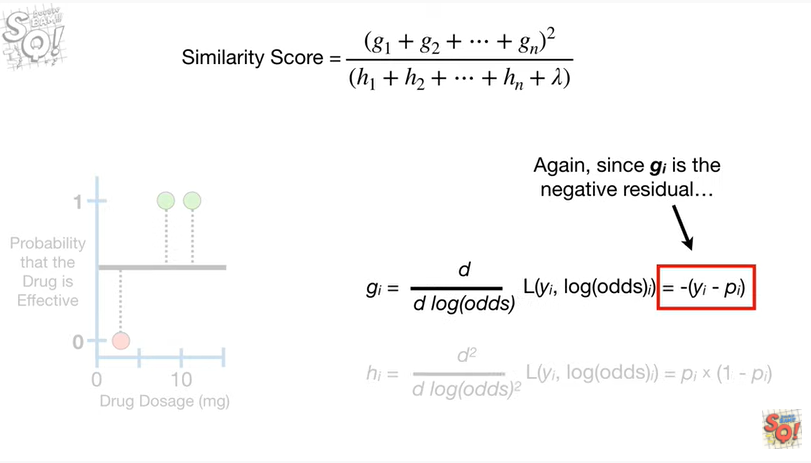 Similarity Score = (g₁ + g₂ + ··· + gₙ)²
(h₁ + h₂ + ··· + hₙ + λ)
Again, since gᵢ is the
negative residual...
1
Probability
that the
Drug is
Effective
0
0
10
Drug Dosage (mg)
gᵢ = d
d log(odds)
L(yᵢ, log(odds)ᵢ) = -(yᵢ - pᵢ)
hᵢ = d²
d log(odds)²
L(yᵢ, log(odds)ᵢ) = pᵢ × (1 - pᵢ)
SQ!